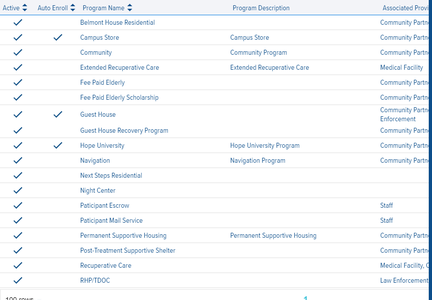 Active Auto Enroll Program Name Program Description Associated Provi
Belmont House Residential Community Partn
Campus Store Campus Store Community Partn
Community Community Program Community Partn
Extended Recuperative Care Extended Recuperative Care Medical Facility
Fee Paid Elderly Community Partn
Fee Paid Elderly Scholarship Community Partn
Guest House Community Partn
Enforcement
Guest House Recovery Program Community Partn
Hope University Hope University Program Community Partn
Navigation Navigation Program Community Partn
Next Steps Residential
Night Center
Paticipant Escrow Staff
Paticipant Mail Service Staff
Permanent Supportive Housing Permanent Supportive Housing Community Partn
Post-Treatment Supportive Shelter Community Partn
Recuperative Care Medical Facility, C
RHP/TDOC Law Enforcement
100 rows